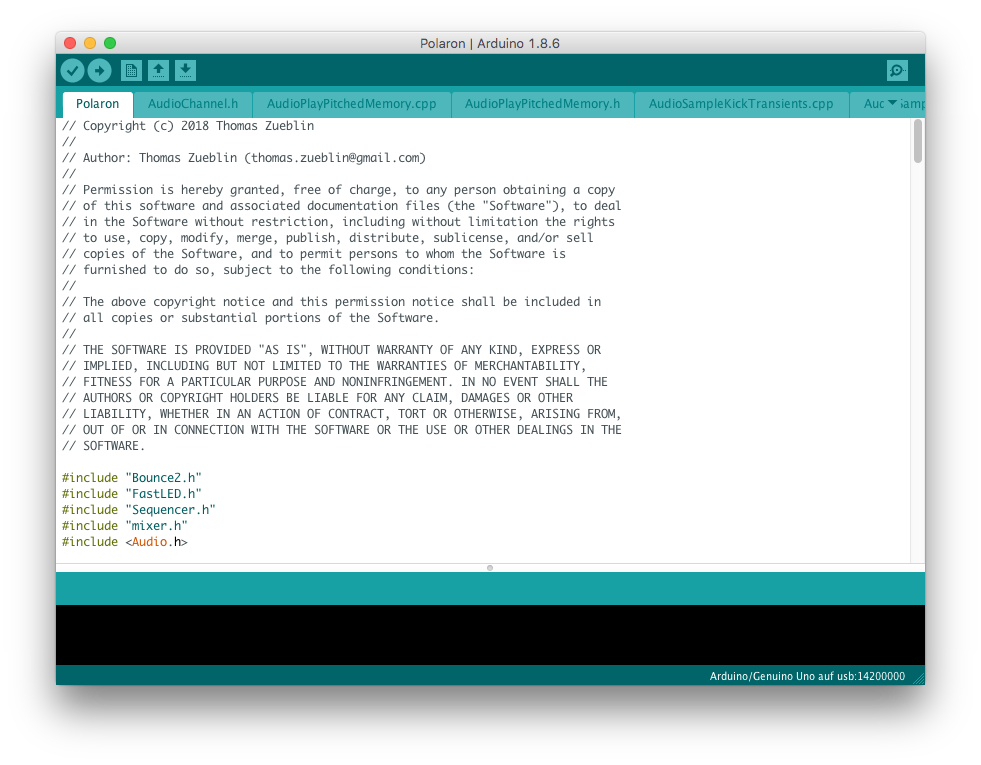 Polaron | Arduino 1.8.6
Polaron AudioChannel.h AudioPlayPitchedMemory.cpp AudioPlayPitchedMemory.h AudioSampleKickTransients.cpp
// Copyright (c) 2018 Thomas Zueblin
//
// Author: Thomas Zueblin (thomas.zueblin@gmail.com)
//
// Permission is hereby granted, free of charge, to any person obtaining a copy
// of this software and associated documentation files (the "Software"), to deal
// in the Software without restriction, including without limitation the rights
// to use, copy, modify, merge, publish, distribute, sublicense, and/or sell
// copies of the Software, and to permit persons to whom the Software is
// furnished to do so, subject to the following conditions:
//
// The above copyright notice and this permission notice shall be included in
// all copies or substantial portions of the Software.
//
// THE SOFTWARE IS PROVIDED "AS IS", WITHOUT WARRANTY OF ANY KIND, EXPRESS OR
// IMPLIED, INCLUDING BUT NOT LIMITED TO THE WARRANTIES OF MERCHANTABILITY,
// FITNESS FOR A PARTICULAR PURPOSE AND NONINFRINGEMENT. IN NO EVENT SHALL THE
// AUTHORS OR COPYRIGHT HOLDERS BE LIABLE FOR ANY CLAIM, DAMAGES OR OTHER
// LIABILITY, WHETHER IN AN ACTION OF CONTRACT, TORT OR OTHERWISE, ARISING FROM,
// OUT OF OR IN CONNECTION WITH THE SOFTWARE OR THE USE OR OTHER DEALINGS IN THE
// SOFTWARE.
#include "Bounce2.h"
#include "FastLED.h"
#include "Sequencer.h"
#include "mixer.h"
#include <Audio.h>
Arduino/Genuino Uno auf usb:14200000